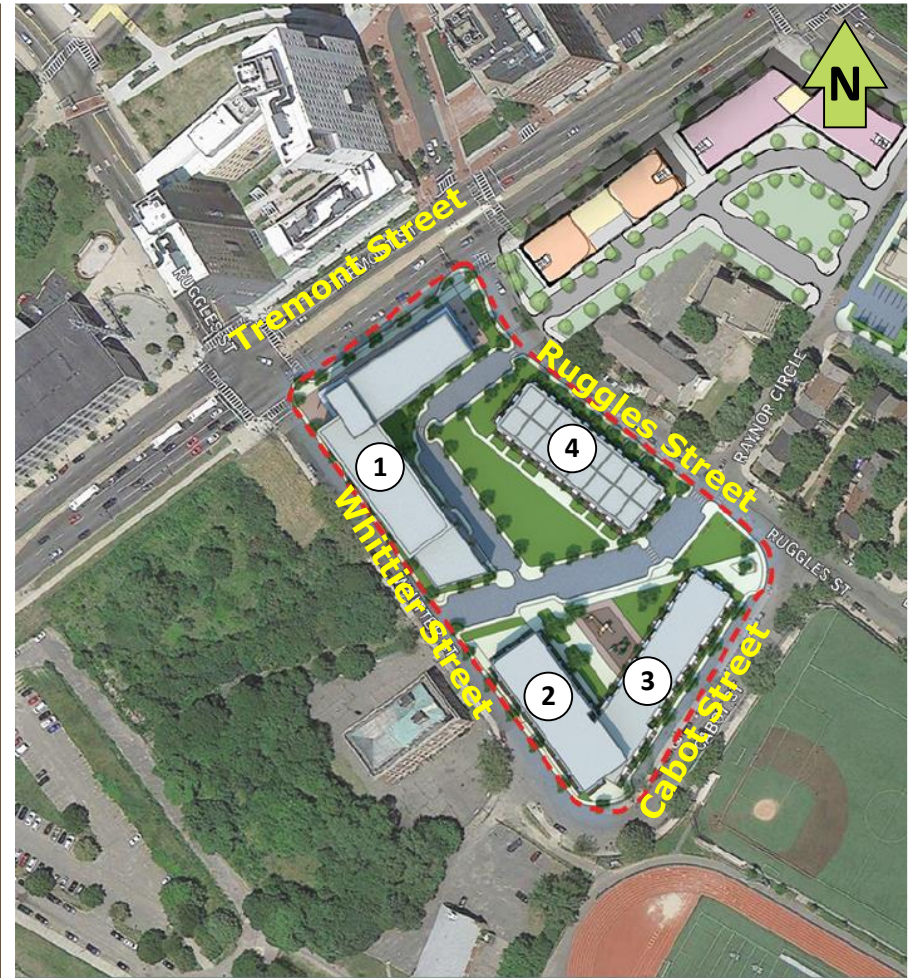 N
Tremont Street
RUGGLES ST
Ruggles Street
RAYNOR CIRCLE
1
4
Whittier Street
RUGGLES ST
2
3
Cabot Street